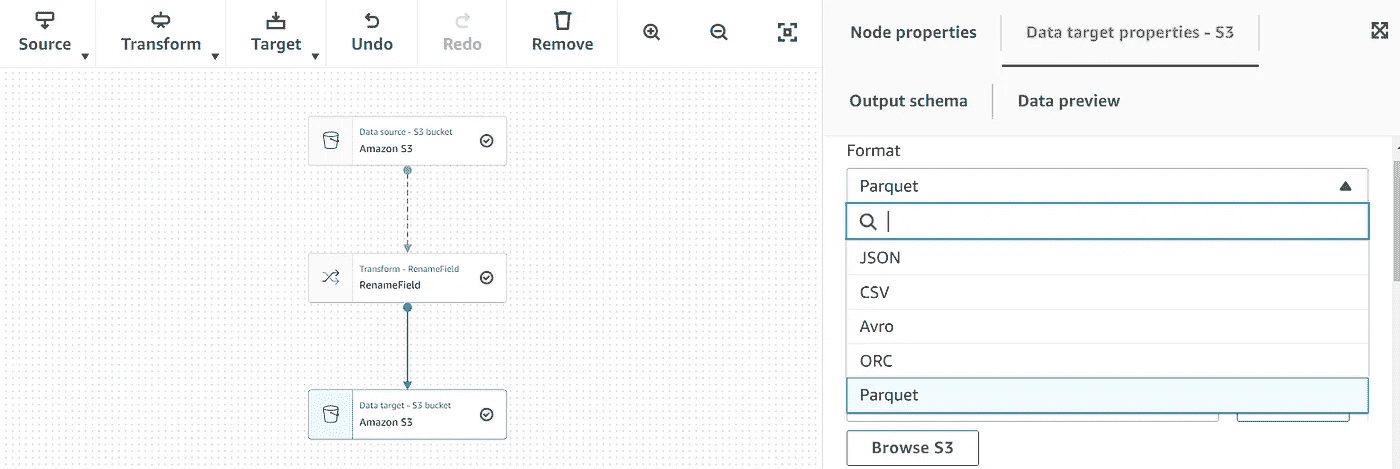 Source
Transform
Target
Undo
Redo
Remove
Data source - S3 bucket
Amazon S3
Transform - RenameField
RenameField
Data target - S3 bucket
Amazon S3
Node properties
Data target properties - S3
Output schema
Data preview
Format
Parquet
JSON
CSV
Avro
ORC
Parquet
Browse S3